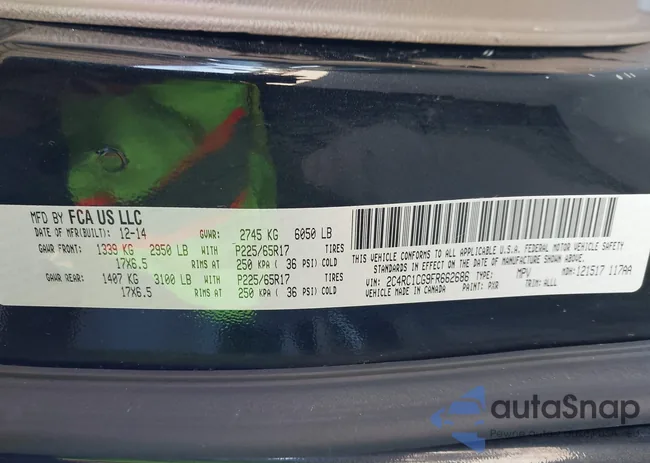 MFD BY FCA US LLC
DATE OF MFR(BUILT): 12-14 GVWR: 2745 KG 6050 LB
GAWR FRONT: 1339 KG 2950 LB WITH P225/65R17 TIRES
17X6.5 RIMS AT 250 KPA( 36 PSI) COLD
GAWR REAR: 1407 KG 3100 LB WITH P225/65R17 TIRES
17X6.5 RIMS AT 250 KPA( 36 PSI) COLD
THIS VEHICLE CONFORMS TO ALL APPLICABLE U.S.A. FEDERAL MOTOR VEHICLE SAFETY
STANDARDS IN EFFECT ON THE DATE OF MANUFACTURE SHOWN ABOVE.
VIN: 2C4RC1CG9FR662686 TYPE: MPV MDH:121517 117AA
VEHICLE MADE IN CANADA PAINT: PXR TRIM: ALLL
autoSnap